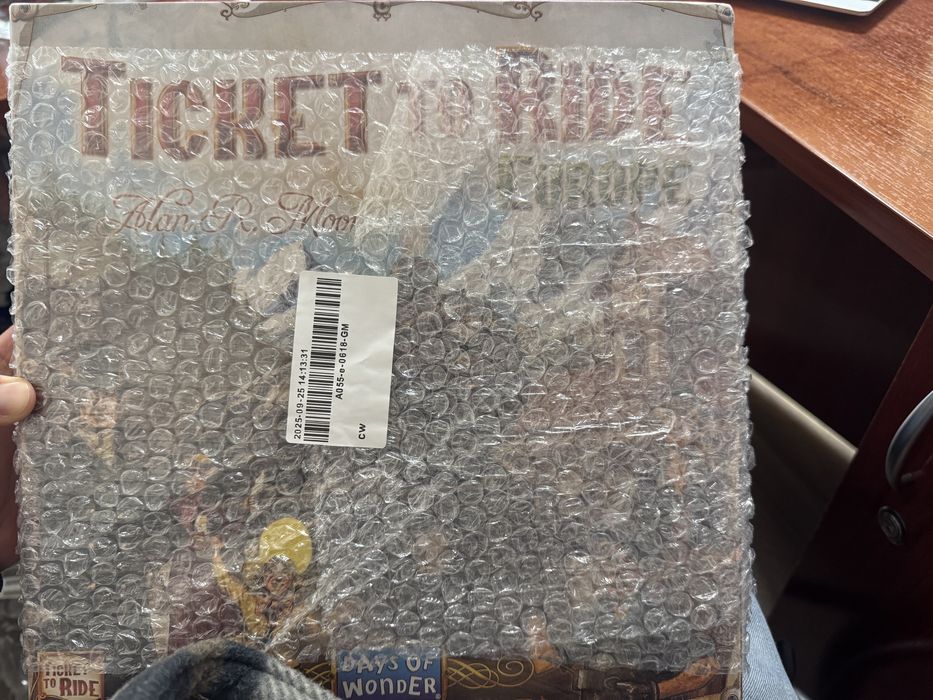 TICKET TO RIDE
EUROPE
Alan R. Moon
2025-09-25 14:13:31
A055-e-0618-GM
CW
TICKET
TO RIDE
DAYS OF
WONDER